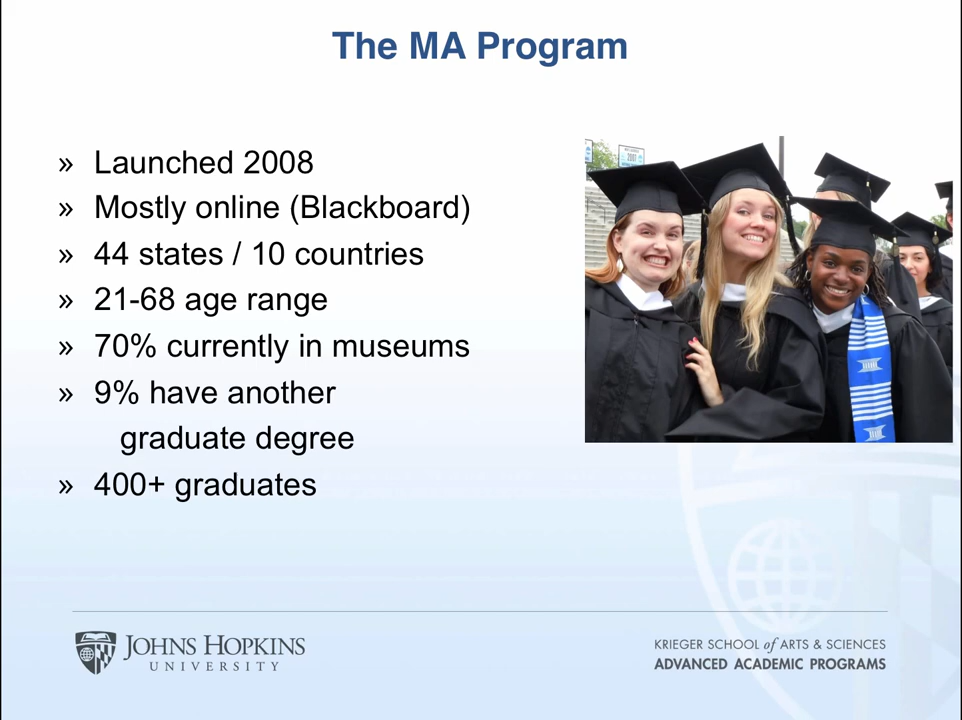 The MA Program
» Launched 2008
» Mostly online (Blackboard)
» 44 states / 10 countries
» 21-68 age range
» 70% currently in museums
» 9% have another
graduate degree
» 400+ graduates
JOHNS HOPKINS
UNIVERSITY
KRIEGER SCHOOL of ARTS & SCIENCES
ADVANCED ACADEMIC PROGRAMS